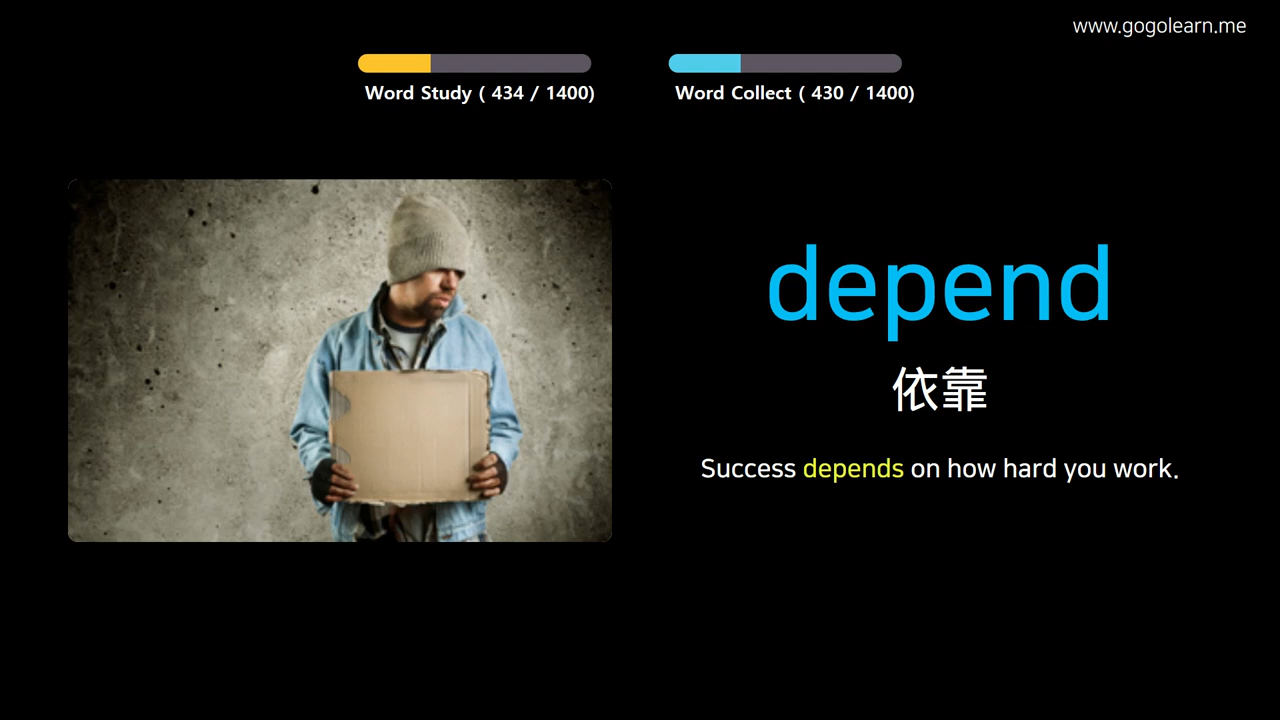 www.gogolearn.me
Word Study ( 434 / 1400)
Word Collect ( 430 / 1400)
depend
依靠
Success depends on how hard you work.